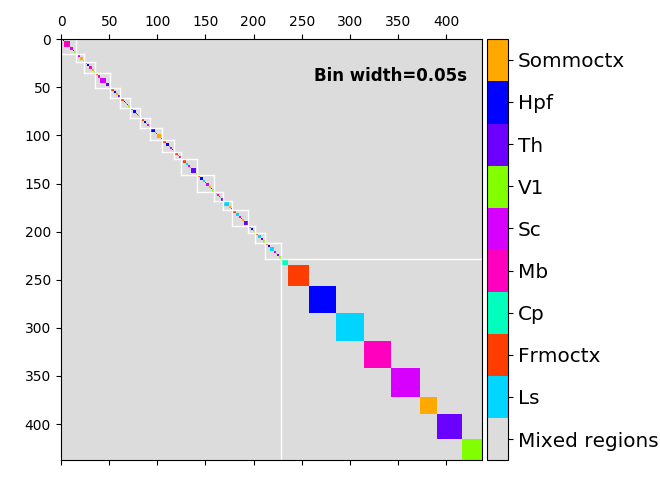 0 50 100 150 200 250 300 350 400
0
50
100
150
200
250
300
350
400
Bin width=0.05s
Sommoctx
Hpf
Th
V1
Sc
Mb
Cp
Frmoctx
Ls
Mixed regions